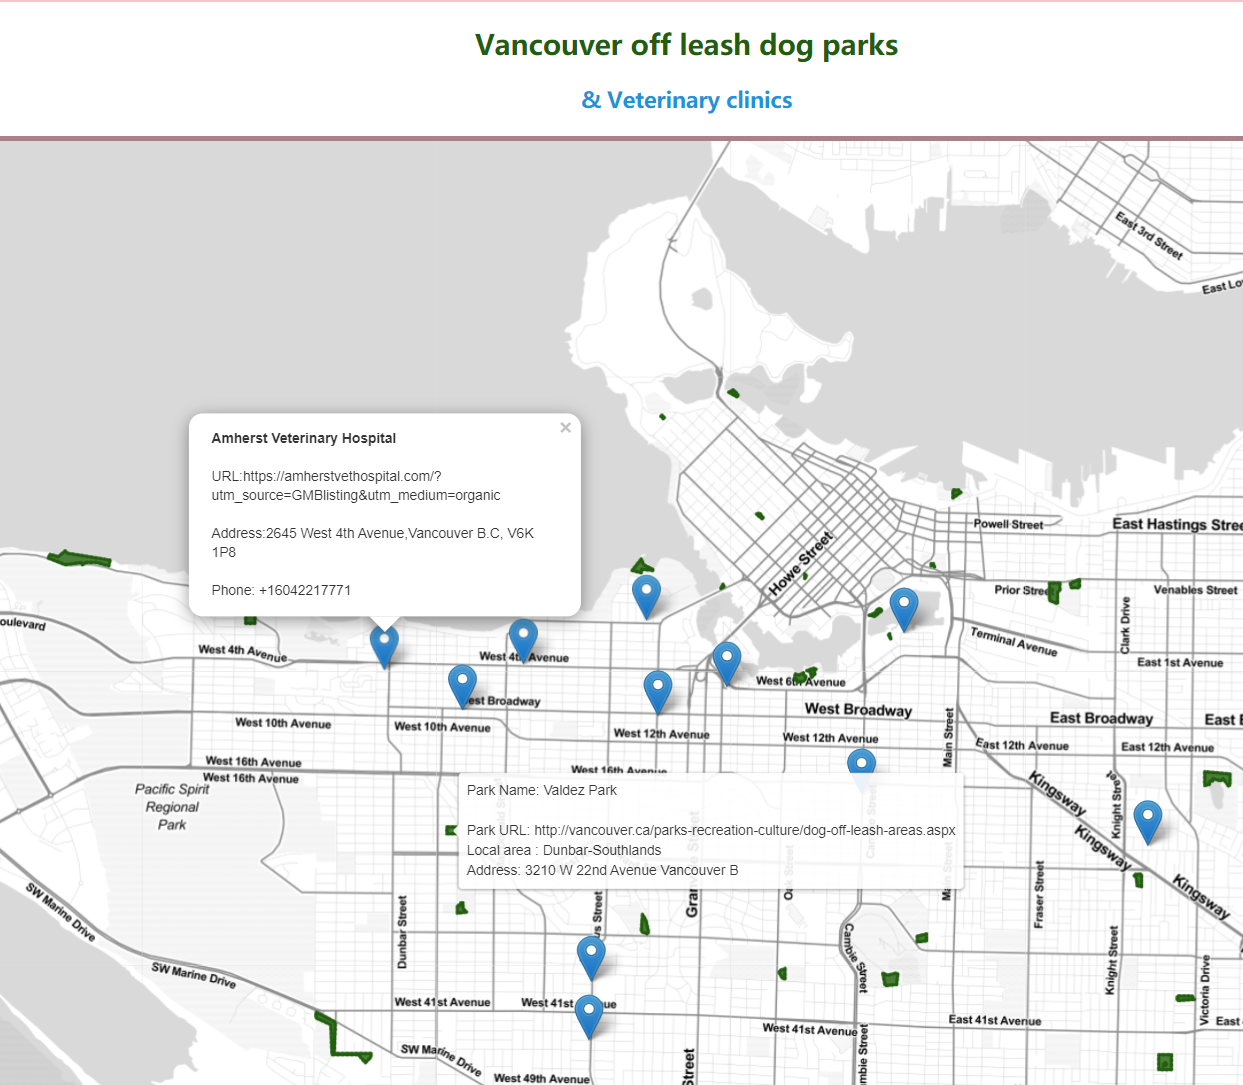 Vancouver off leash dog parks
& Veterinary clinics
East 3rd Street
East Lo
Amherst Veterinary Hospital
×
URL:https://amherstvethospital.com/?
utm_source=GMBlisting&utm_medium=organic
Address:2645 West 4th Avenue,Vancouver B.C, V6K
1P8
Phone: +16042217771
Powell Street
East Hastings Stree
Howe Street
Prior Stree
Venables Street
oulevard
Clark Drive
Terminal Avenue
West 4th Avenue
West 4th Avenue
East 1st Avenue
West 6th Avenue
est Broadway
West Broadway
East Broadway
East E
West 10th Avenue
West 10th Avenue
West 12th Avenue
West 12th Avenue
Main Street
East 12th Avenue
East 12th Avenue
West 16th Avenue
West 16th Avenue
West 16th Avenue
Pacific Spirit
Regional
Park
Kingsway
Knight Stre
Kingsway
Kingsway
Park Name: Valdez Park
Park URL: http://vancouver.ca/parks-recreation-culture/dog-off-leash-areas.aspx
Local area : Dunbar-Southlands
Address: 3210 W 22nd Avenue Vancouver B
SW Marine Drive
Dunbar Street
us Street
Fraser Street
Cambie Street
Knight Street
Victoria Drive
SW Marine Drive
West 41st Avenue
West 41st
ue
West 41st Avenue
East 41st Avenue
East
SW Marine Drive
West 49th Avenue
Street
mbie Street